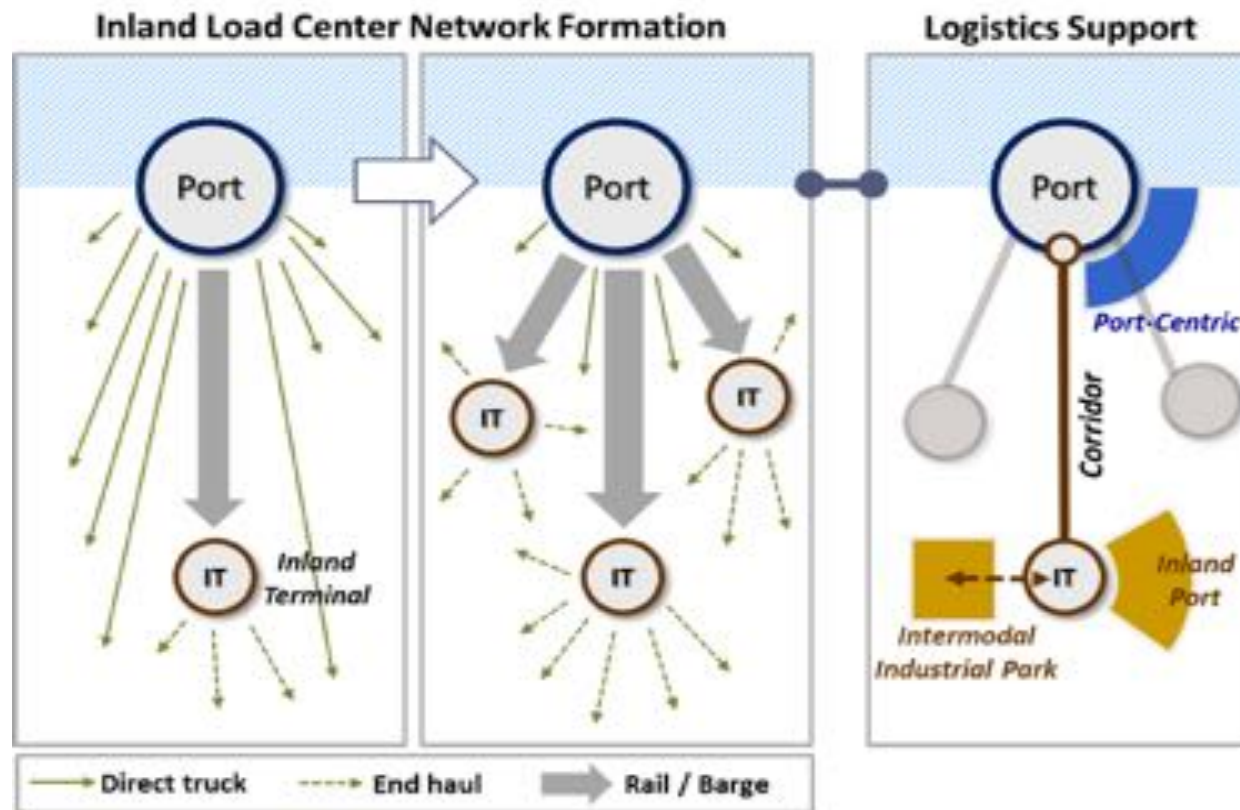 Inland Load Center Network Formation
Logistics Support
Port
IT
Inland
Terminal
Port
IT
IT
IT
Port
Port-Centric
Corridor
IT
Inland
Port
Intermodal
Industrial Park
Direct truck
End haul
Rail / Barge